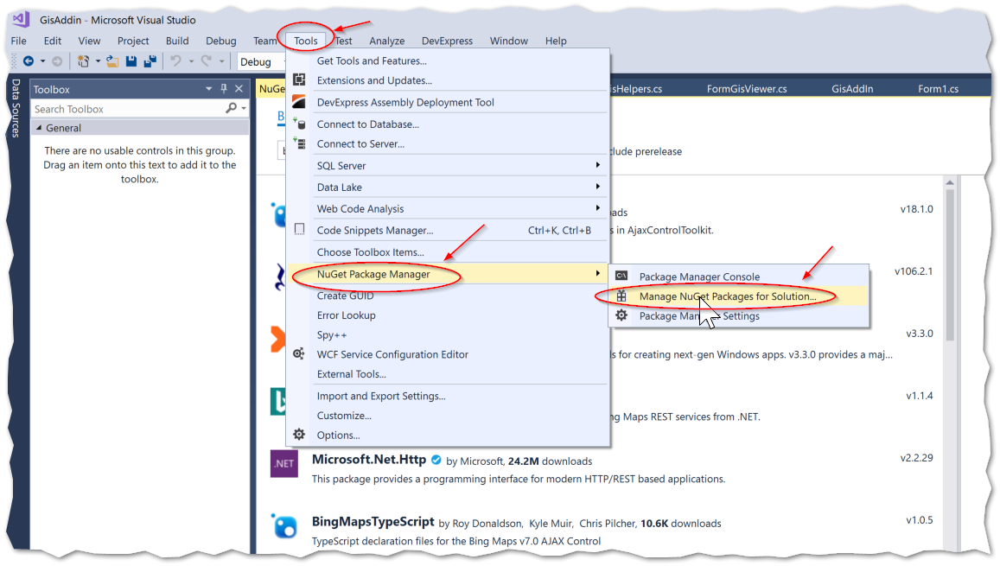 GisAddin - Microsoft Visual Studio
File Edit View Project Build Debug Team Tools Test Analyze DevExpress Window Help
Debug
Data Sources
Toolbox
Search Toolbox
General
There are no usable controls in this group.
Drag an item onto this text to add it to the
toolbox.
Get Tools and Features...
Extensions and Updates...
DevExpress Assembly Deployment Tool
Connect to Database...
Connect to Server...
SQL Server
Data Lake
Web Code Analysis
Code Snippets Manager... Ctrl+K, Ctrl+B
Choose Toolbox Items...
NuGet Package Manager
Create GUID
Error Lookup
Spy++
WCF Service Configuration Editor
External Tools...
Import and Export Settings...
Customize...
Options...
Package Manager Console
Manage NuGet Packages for Solution...
Package Man Settings
NuGe
isHelpers.cs FormGisViewer.cs GisAddIn Form1.cs
B
clude prerelease
ads v18.1.0
s in AjaxControlToolkit.
v106.2.1
v3.3.0
ls for creating next-gen Windows apps. v3.3.0 provides a maj...
v1.1.4
ng Maps REST services from .NET.
.NET Microsoft.Net.Http by Microsoft, 24.2M downloads v2.2.29
This package provides a programming interface for modern HTTP/REST based applications.
BingMapsTypeScript by Roy Donaldson, Kyle Muir, Chris Pilcher, 10.6K downloads v1.0.5
TypeScript declaration files for the Bing Maps v7.0 AJAX Control